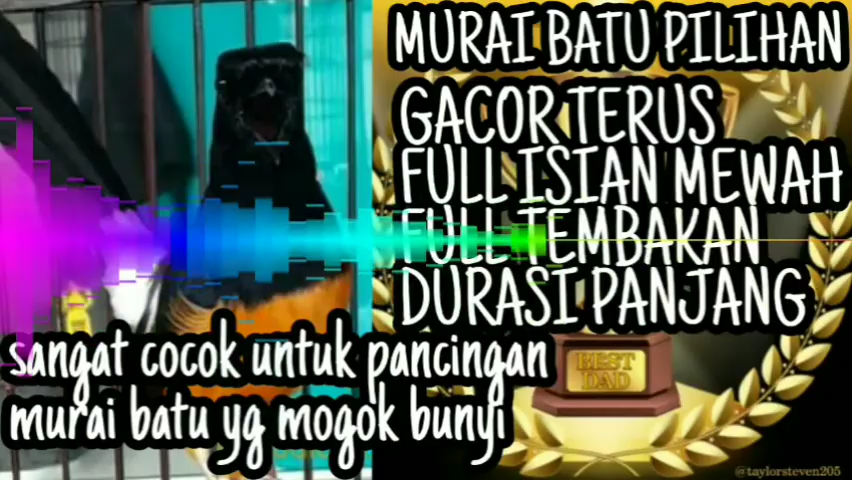 MURAI BATU PILIHAN
GACOR TERUS
FULL ISIAN MEWAH
FULL TEMBAKAN
DURASI PANJANG
sangat cocok untuk pancingan
murai batu yg mogok bunyi
BEST
DAD
@taylorsteven205